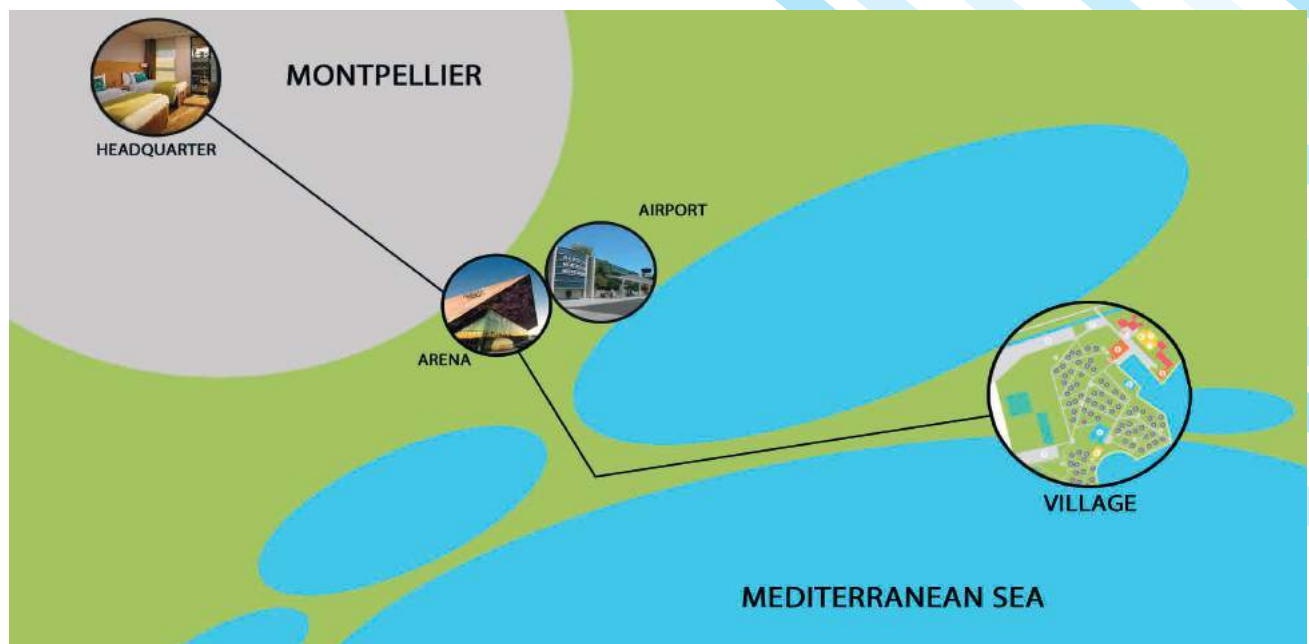 MONTPELLIER
HEADQUARTER
AIRPORT
ARENA
VILLAGE
MEDITERRANEAN SEA